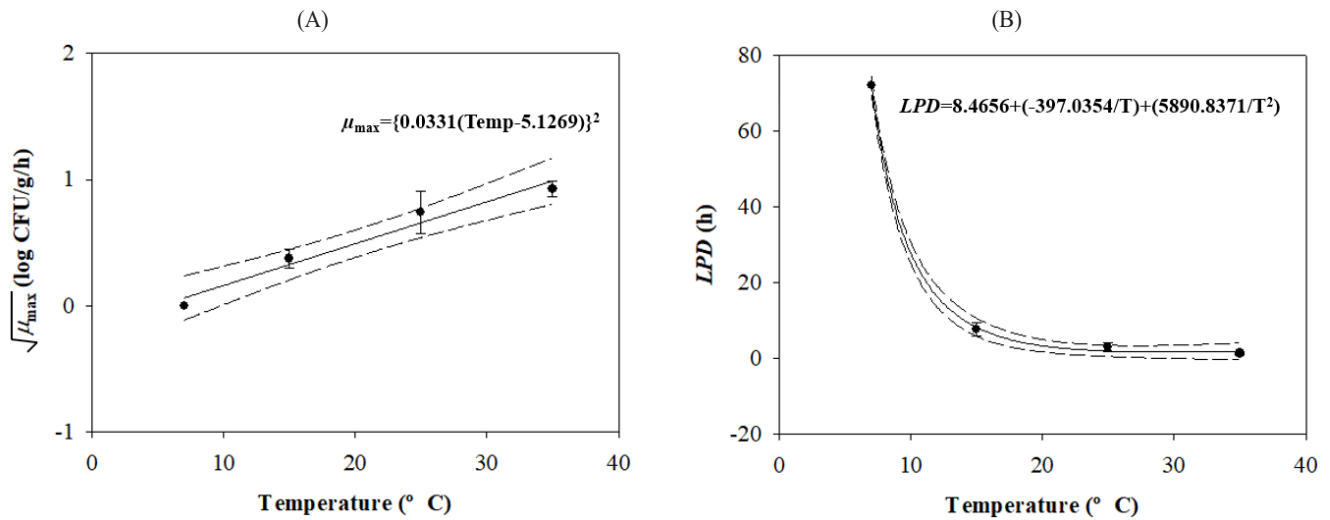 (A)
2
1
0
-1
0
10
20
30
40
μmax={0.0331(Temp-5.1269)}²
√μmax (log CFU/g/h)
Temperature (º C)
(B)
80
60
40
20
0
-20
0
10
20
30
40
LPD=8.4656+(-397.0354/T)+(5890.8371/T²)
LPD (h)
Temperature (º C)